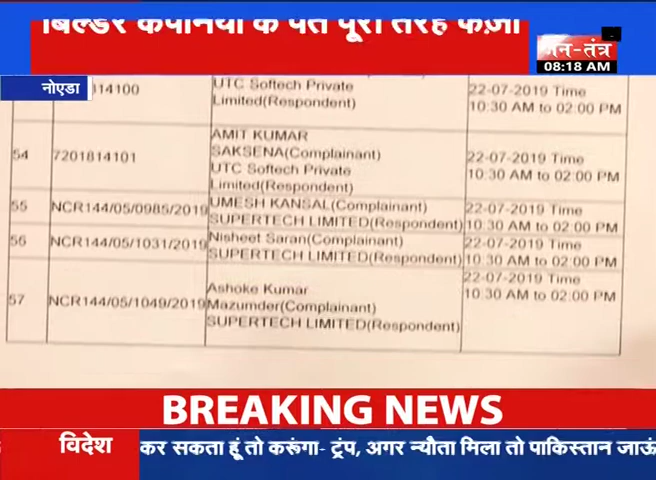 बिल्डर कंपनियों के पते पूरी तरह फर्ज़ी
जन-तंत्र
08:18 AM
नोएडा
14100
UTC Softech Private
Limited(Respondent)
22-07-2019 Time
10:30 AM to 02:00 PM
54
7201814101
AMIT KUMAR
SAKSENA(Complainant)
UTC Softech Private
Limited(Respondent)
22-07-2019 Time
10:30 AM to 02:00 PM
55
NCR144/05/0985/2019
UMESH KANSAL(Complainant)
SUPERTECH LIMITED(Respondent)
22-07-2019 Time
10:30 AM to 02:00 PM
56
NCR144/05/1031/2019
Nisheet Saran(Complainant)
SUPERTECH LIMITED(Respondent)
22-07-2019 Time
10:30 AM to 02:00 PM
57
NCR144/05/1049/2019
Ashoke Kumar
Mazumder(Complainant)
SUPERTECH LIMITED(Respondent)
22-07-2019 Time
10:30 AM to 02:00 PM
BREAKING NEWS
विदेश
कर सकता हूं तो करूंगा- ट्रंप, अगर न्यौता मिला तो पाकिस्तान जाऊं